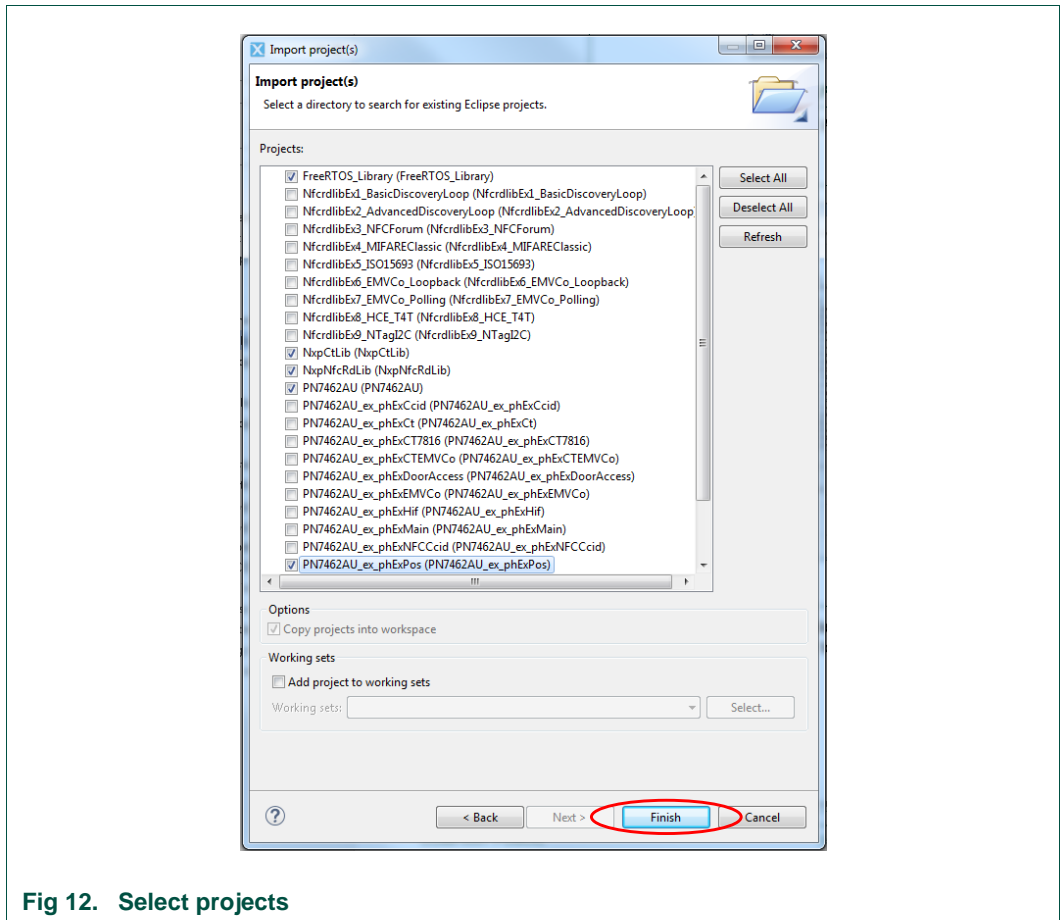 Import project(s)
Import project(s)
Select a directory to search for existing Eclipse projects.
Projects:
FreeRTOS_Library (FreeRTOS_Library)
NfcrdlibEx1_BasicDiscoveryLoop (NfcrdlibEx1_BasicDiscoveryLoop)
NfcrdlibEx2_AdvancedDiscoveryLoop (NfcrdlibEx2_AdvancedDiscoveryLoop
NfcrdlibEx3_NFCForum (NfcrdlibEx3_NFCForum)
NfcrdlibEx4_MIFAREClassic (NfcrdlibEx4_MIFAREClassic)
NfcrdlibEx5_ISO15693 (NfcrdlibEx5_ISO15693)
NfcrdlibEx6_EMVCo_Loopback (NfcrdlibEx6_EMVCo_Loopback)
NfcrdlibEx7_EMVCo_Polling (NfcrdlibEx7_EMVCo_Polling)
NfcrdlibEx8_HCE_T4T (NfcrdlibEx8_HCE_T4T)
NfcrdlibEx9_NTagI2C (NfcrdlibEx9_NTagI2C)
NxpCtLib (NxpCtLib)
NxpNfcRdLib (NxpNfcRdLib)
PN7462AU (PN7462AU)
PN7462AU_ex_phExCcid (PN7462AU_ex_phExCcid)
PN7462AU_ex_phExCt (PN7462AU_ex_phExCt)
PN7462AU_ex_phExCT7816 (PN7462AU_ex_phExCT7816)
PN7462AU_ex_phExCTEMVCo (PN7462AU_ex_phExCTEMVCo)
PN7462AU_ex_phExDoorAccess (PN7462AU_ex_phExDoorAccess)
PN7462AU_ex_phExEMVCo (PN7462AU_ex_phExEMVCo)
PN7462AU_ex_phExHif (PN7462AU_ex_phExHif)
PN7462AU_ex_phExMain (PN7462AU_ex_phExMain)
PN7462AU_ex_phExNFCCcid (PN7462AU_ex_phExNFCCcid)
PN7462AU_ex_phExPos (PN7462AU_ex_phExPos)
Select All
Deselect All
Refresh
Options
Copy projects into workspace
Working sets
Add project to working sets
Working sets:
Select...
< Back
Next >
Finish
Cancel
Fig 12. Select projects